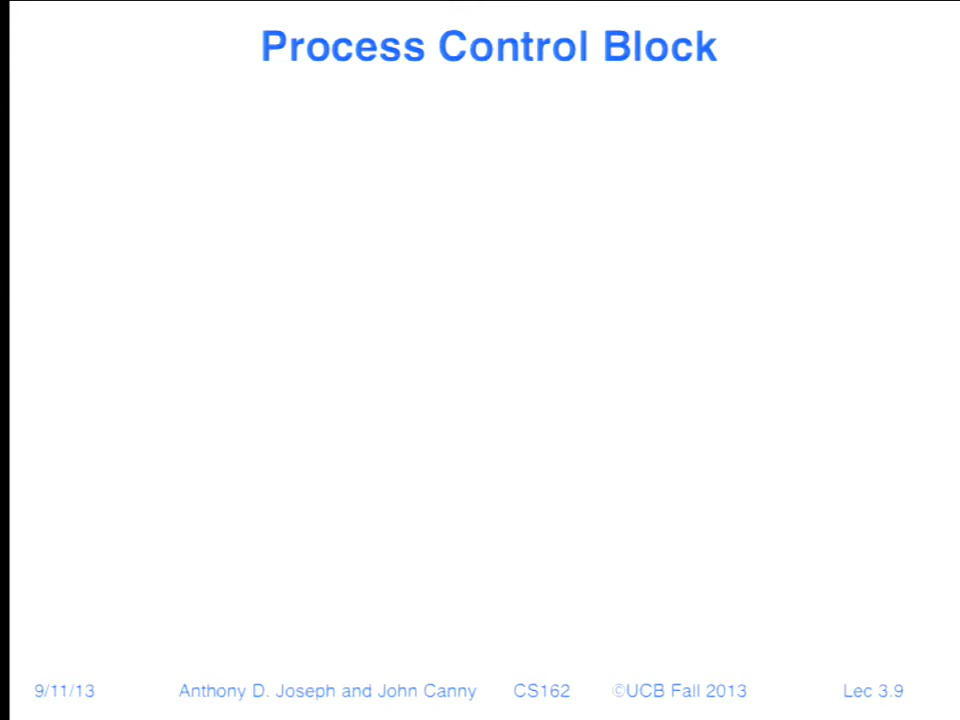 Process Control Block
9/11/13 Anthony D. Joseph and John Canny CS162 ©UCB Fall 2013 Lec 3.9